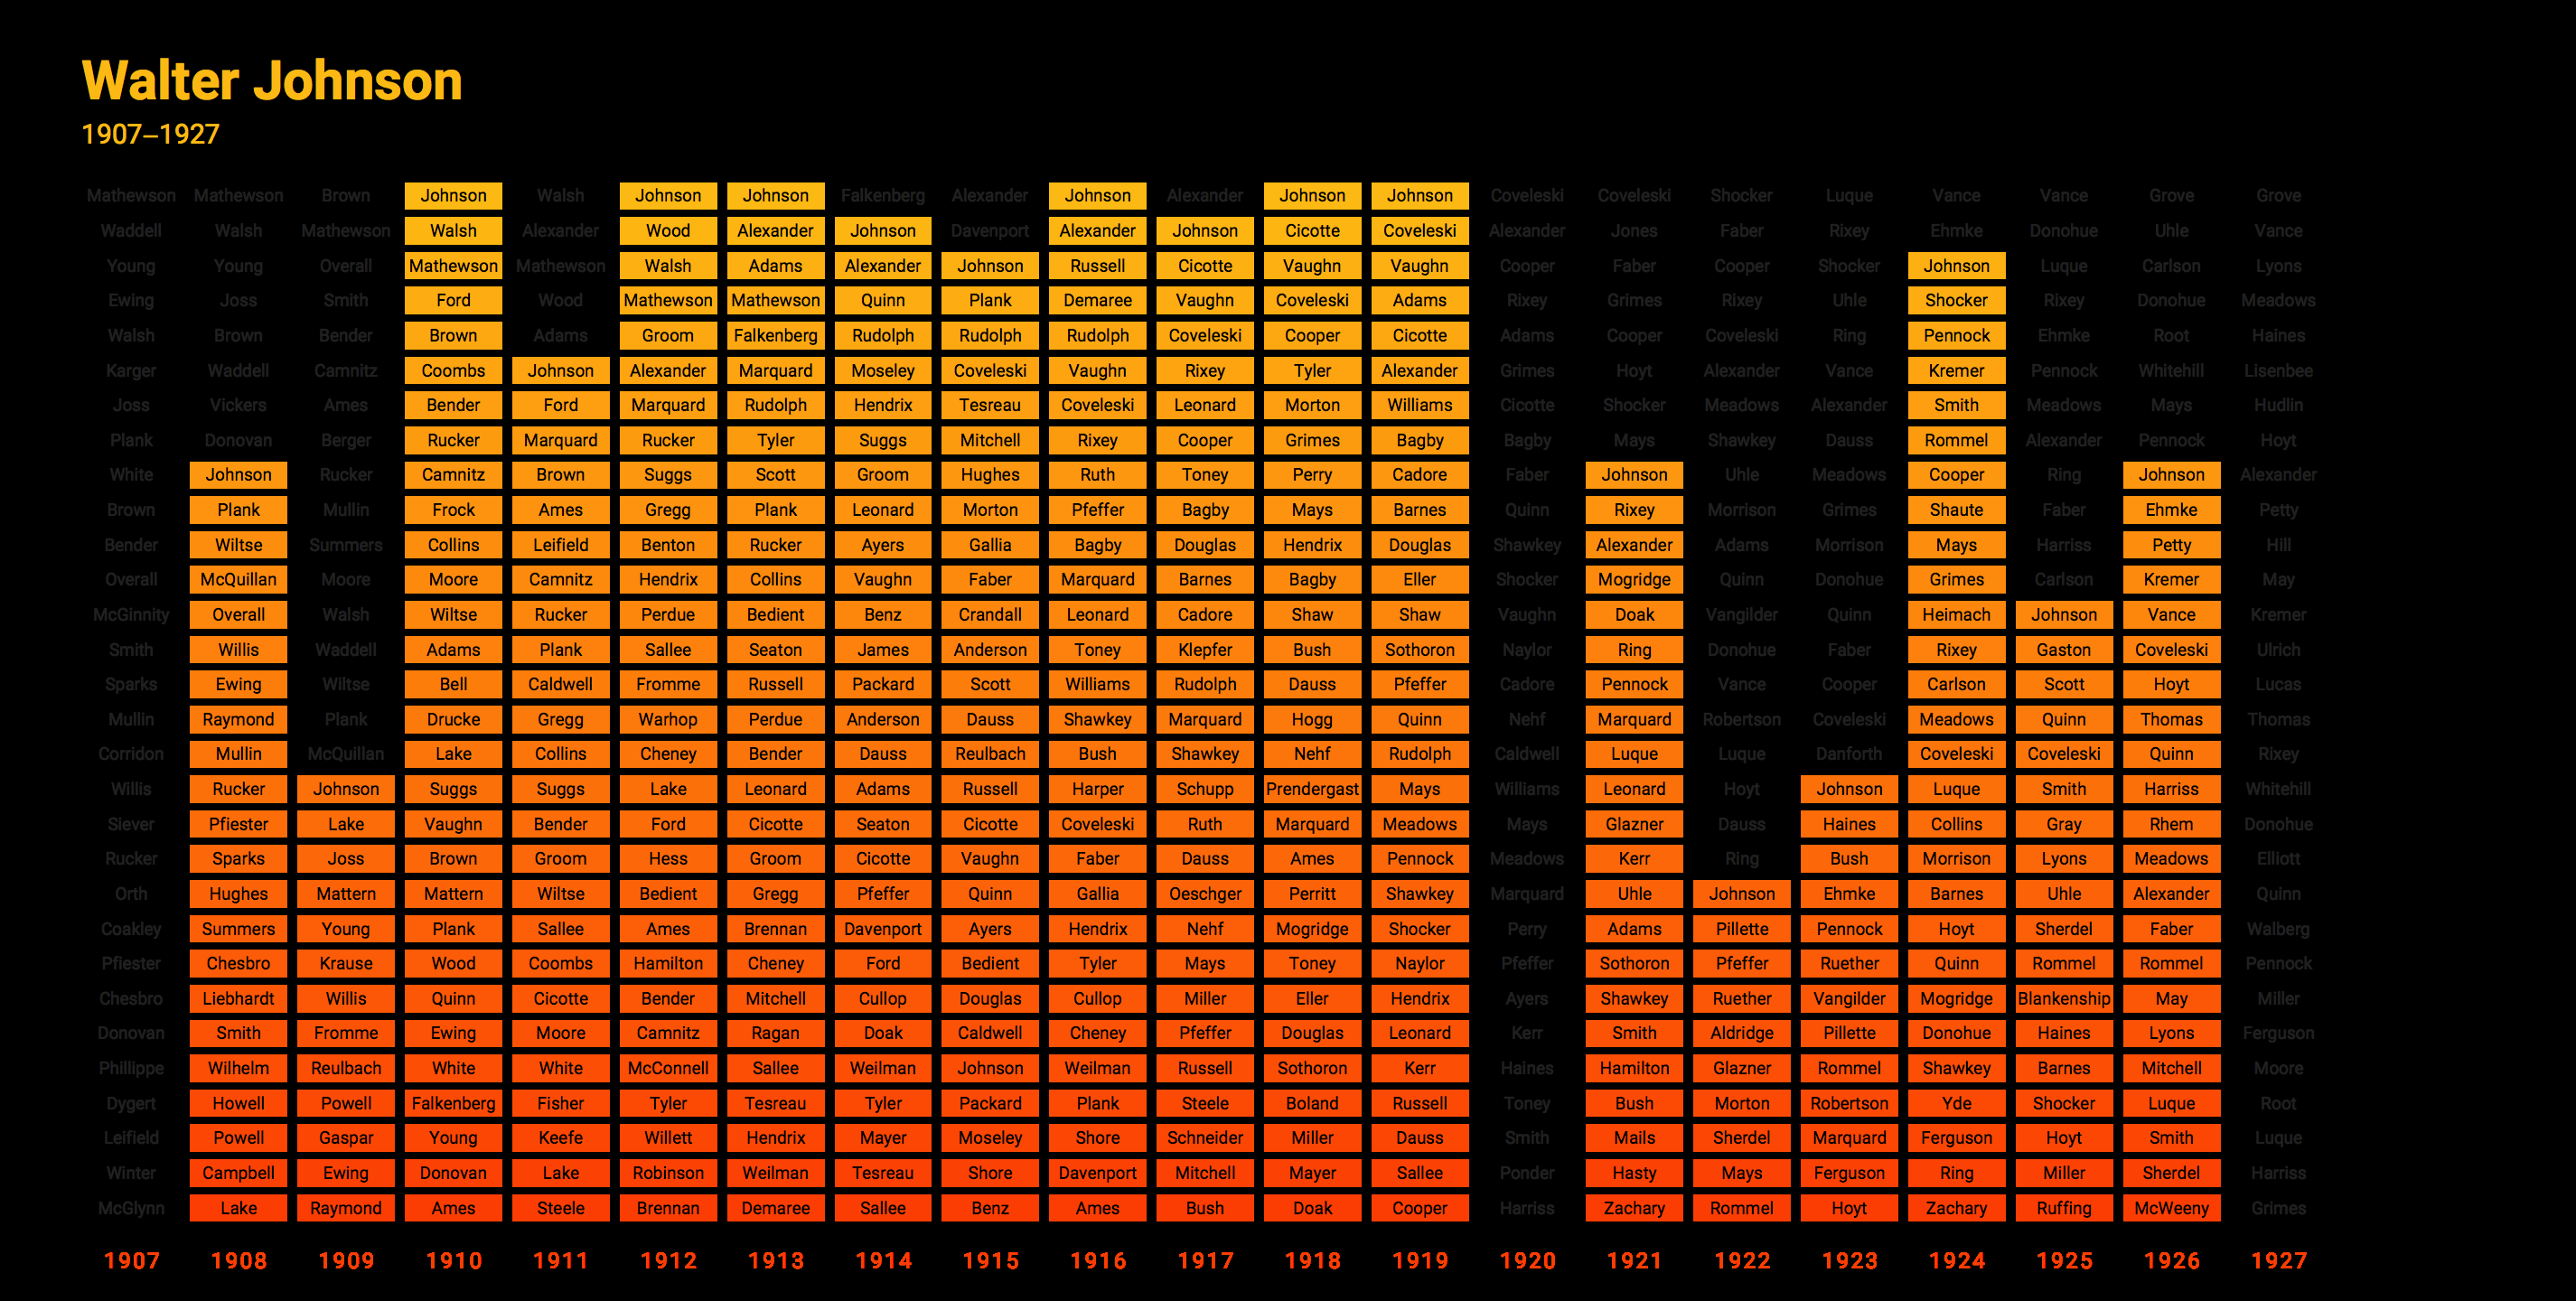 Walter Johnson
1907–1927
Mathewson Mathewson Brown Johnson Walsh Johnson Johnson Falkenberg Alexander Johnson Alexander Johnson Johnson Coveleski Coveleski Shocker Luque Vance Vance Grove Grove
Waddell Walsh Mathewson Walsh Alexander Wood Alexander Johnson Davenport Alexander Johnson Cicotte Coveleski Alexander Jones Faber Rixey Ehmke Donohue Uhle Vance
Young Young Overall Mathewson Mathewson Walsh Adams Alexander Johnson Russell Cicotte Vaughn Vaughn Cooper Faber Cooper Shocker Johnson Luque Carlson Lyons
Ewing Joss Smith Ford Wood Mathewson Mathewson Quinn Plank Demaree Vaughn Coveleski Adams Rixey Grimes Rixey Uhle Shocker Rixey Donohue Meadows
Walsh Brown Bender Brown Adams Groom Falkenberg Rudolph Rudolph Rudolph Coveleski Cooper Cicotte Adams Cooper Coveleski Ring Pennock Ehmke Root Haines
Karger Waddell Camnitz Coombs Johnson Alexander Marquard Moseley Coveleski Vaughn Rixey Tyler Alexander Grimes Hoyt Alexander Vance Kremer Pennock Whitehill Lisenbee
Joss Vickers Ames Bender Ford Marquard Rudolph Hendrix Tesreau Coveleski Leonard Morton Williams Cicotte Shocker Meadows Alexander Smith Meadows Mays Hudlin
Plank Donovan Berger Rucker Marquard Rucker Tyler Suggs Mitchell Rixey Cooper Grimes Bagby Bagby Mays Shawkey Dauss Rommel Alexander Pennock Hoyt
White Johnson Rucker Camnitz Brown Suggs Scott Groom Hughes Ruth Toney Perry Cadore Faber Johnson Uhle Meadows Cooper Ring Johnson Alexander
Brown Plank Mullin Frock Ames Gregg Plank Leonard Morton Pfeffer Bagby Mays Barnes Quinn Rixey Morrison Grimes Shaute Faber Ehmke Petty
Bender Wiltse Summers Collins Leifield Benton Rucker Ayers Gallia Bagby Douglas Hendrix Douglas Shawkey Alexander Adams Morrison Mays Harriss Petty Hill
Overall McQuillan Moore Moore Camnitz Hendrix Collins Vaughn Faber Marquard Barnes Bagby Eller Shocker Mogridge Quinn Donohue Grimes Carlson Kremer May
McGinnity Overall Walsh Wiltse Rucker Perdue Bedient Benz Crandall Leonard Cadore Shaw Shaw Vaughn Doak Vangilder Quinn Heimach Johnson Vance Kremer
Smith Willis Waddell Adams Plank Sallee Seaton James Anderson Toney Klepfer Bush Sothoron Naylor Ring Donohue Faber Rixey Gaston Coveleski Ulrich
Sparks Ewing Wiltse Bell Caldwell Fromme Russell Packard Scott Williams Rudolph Dauss Pfeffer Cadore Pennock Vance Cooper Carlson Scott Hoyt Lucas
Mullin Raymond Plank Drucke Gregg Warhop Perdue Anderson Dauss Shawkey Marquard Hogg Quinn Nehf Marquard Robertson Coveleski Meadows Quinn Thomas Thomas
Corridon Mullin McQuillan Lake Collins Cheney Bender Dauss Reulbach Bush Shawkey Nehf Rudolph Caldwell Luque Luque Danforth Coveleski Coveleski Quinn Rixey
Willis Rucker Johnson Suggs Suggs Lake Leonard Adams Russell Harper Schupp Prendergast Mays Williams Leonard Hoyt Johnson Luque Smith Harriss Whitehill
Siever Pfiester Lake Vaughn Bender Ford Cicotte Seaton Cicotte Coveleski Ruth Marquard Meadows Mays Glazner Dauss Haines Collins Gray Rhem Donohue
Rucker Sparks Joss Brown Groom Hess Groom Cicotte Vaughn Faber Dauss Ames Pennock Meadows Kerr Ring Bush Morrison Lyons Meadows Elliott
Orth Hughes Mattern Mattern Wiltse Bedient Gregg Pfeffer Quinn Gallia Oeschger Perritt Shawkey Marquard Uhle Johnson Ehmke Barnes Uhle Alexander Quinn
Coakley Summers Young Plank Sallee Ames Brennan Davenport Ayers Hendrix Nehf Mogridge Shocker Perry Adams Pillette Pennock Hoyt Sherdel Faber Walberg
Pfiester Chesbro Krause Wood Coombs Hamilton Cheney Ford Bedient Tyler Mays Toney Naylor Pfeffer Sothoron Pfeffer Ruether Quinn Rommel Rommel Pennock
Chesbro Liebhardt Willis Quinn Cicotte Bender Mitchell Cullop Douglas Cullop Miller Eller Hendrix Ayers Shawkey Ruether Vangilder Mogridge Blankenship May Miller
Donovan Smith Fromme Ewing Moore Camnitz Ragan Doak Caldwell Cheney Pfeffer Douglas Leonard Kerr Smith Aldridge Pillette Donohue Haines Lyons Ferguson
Phillippe Wilhelm Reulbach White White McConnell Sallee Weilman Johnson Weilman Russell Sothoron Kerr Haines Hamilton Glazner Rommel Shawkey Barnes Mitchell Moore
Dygert Howell Powell Falkenberg Fisher Tyler Tesreau Tyler Packard Plank Steele Boland Russell Toney Bush Morton Robertson Yde Shocker Luque Root
Leifield Powell Gaspar Young Keefe Willett Hendrix Mayer Moseley Shore Schneider Miller Dauss Smith Mails Sherdel Marquard Ferguson Hoyt Smith Luque
Winter Campbell Ewing Donovan Lake Robinson Weilman Tesreau Shore Davenport Mitchell Mayer Sallee Ponder Hasty Mays Ferguson Ring Miller Sherdel Harriss
McGlynn Lake Raymond Ames Steele Brennan Demaree Sallee Benz Ames Bush Doak Cooper Harriss Zachary Rommel Hoyt Zachary Ruffing McWeeny Grimes
1907 1908 1909 1910 1911 1912 1913 1914 1915 1916 1917 1918 1919 1920 1921 1922 1923 1924 1925 1926 1927